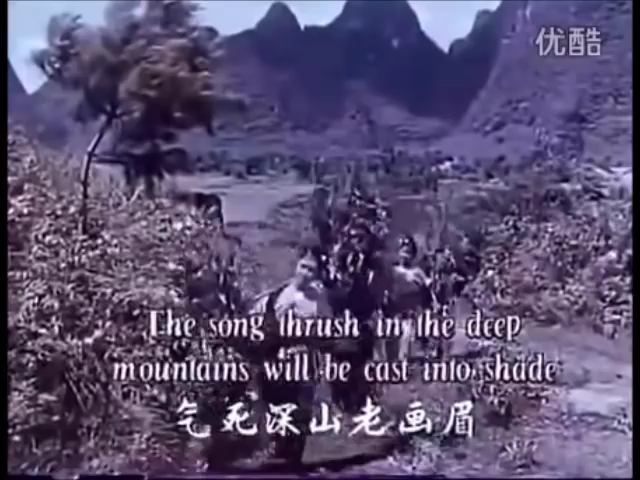 优酷
The song thrush in the deep
mountains will be cast into shade
气死深山老画眉